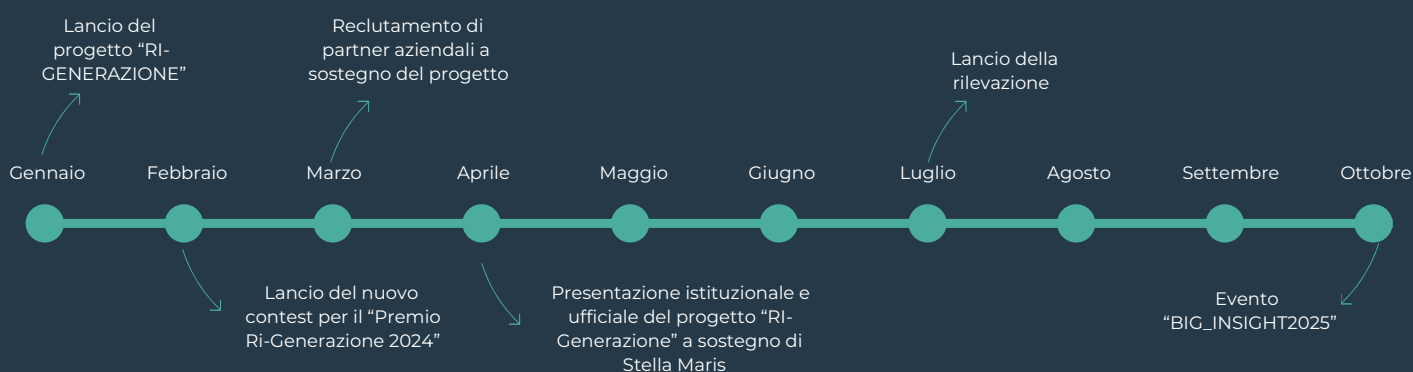 Lancio del
progetto “RI-
GENERAZIONE”
Reclutamento di
partner aziendali a
sostegno del progetto
Lancio della
rilevazione
Gennaio
Febbraio
Marzo
Aprile
Maggio
Giugno
Luglio
Agosto
Settembre
Ottobre
Lancio del nuovo
contest per il “Premio
Ri-Generazione 2024”
Presentazione istituzionale e
ufficiale del progetto “RI-
Generazione” a sostegno di
Stella Maris
Evento
“BIG_INSIGHT2025”